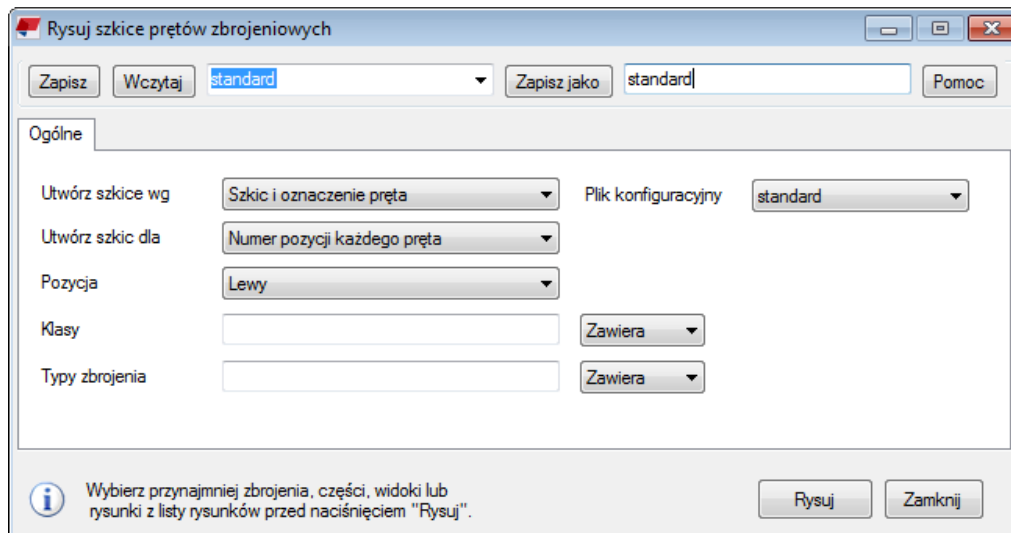 Rysuj szkice prętów zbrojeniowych
Zapisz Wczytaj standard Zapisz jako standard Pomoc
Ogólne
Utwórz szkice wg Szkic i oznaczenie pręta Plik konfiguracyjny standard
Utwórz szkic dla Numer pozycji każdego pręta
Pozycja Lewy
Klasy Zawiera
Typy zbrojenia Zawiera
Wybierz przynajmniej zbrojenia, części, widoki lub
rysunki z listy rysunków przed naciśnięciem "Rysuj".
Rysuj Zamknij